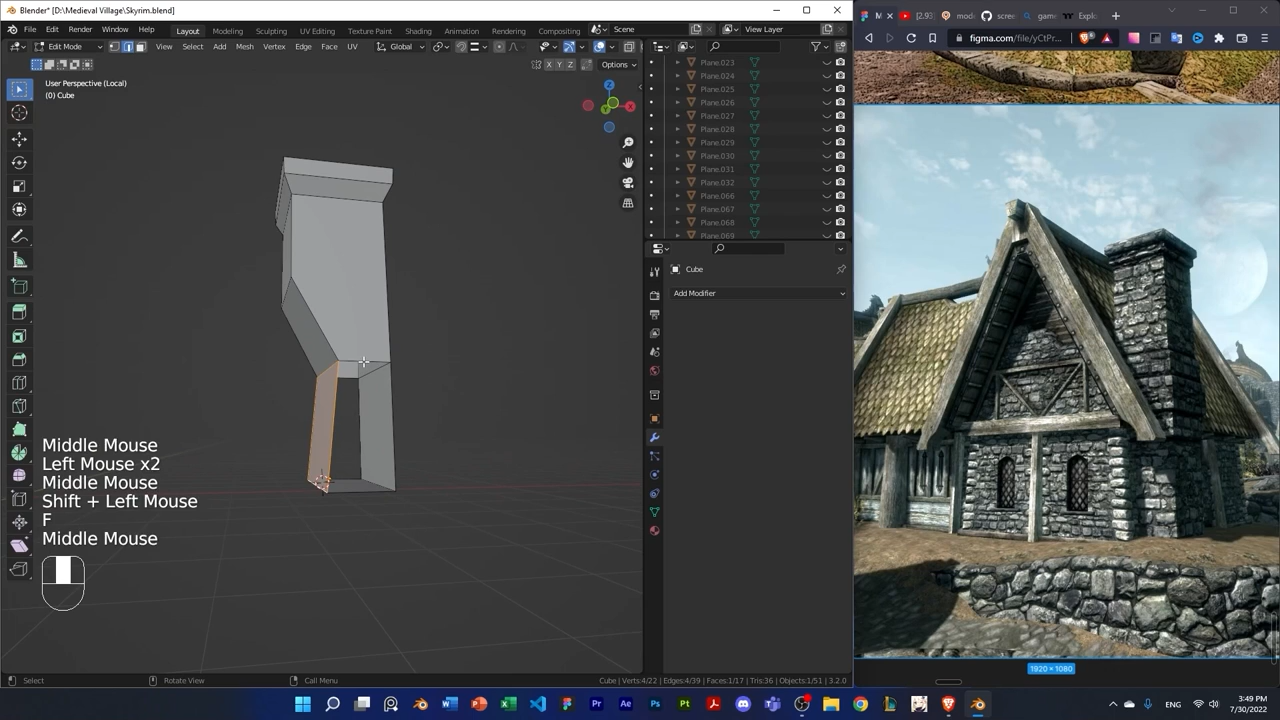 Blender* [D:\Medieval Village\Skyrim.blend]
File Edit Render Window Help Layout Modeling Sculpting UV Editing Texture Paint Shading Animation Rendering Compositing Scene View Layer
Edit Mode View Select Add Mesh Vertex Edge Face UV Global
X Y Z Options
User Perspective (Local)
(0) Cube
Z
X
Y
Plane.023
Plane.024
Plane.025
Plane.026
Plane.027
Plane.028
Plane.029
Plane.030
Plane.031
Plane.032
Plane.066
Plane.067
Plane.068
Plane.069
Cube
Add Modifier
Middle Mouse
Left Mouse x2
Middle Mouse
Shift + Left Mouse
F
Middle Mouse
Select Rotate View Call Menu Cube | Verts:4/22 | Edges:4/39 | Faces:1/17 | Tris:36 | Objects:1/51 | 3.2.0
M [2.93 mode scree game Explo
figma.com/file/yCtPr...
1920 × 1080
3:49 PM
7/30/2022